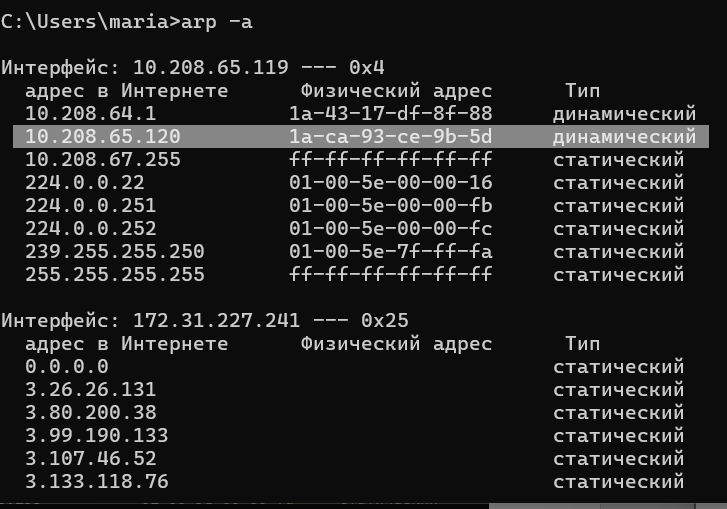 C:\Users\maria>arp -a
Интерфейс: 10.208.65.119 --- 0x4
адрес в Интернете Физический адрес Тип
10.208.64.1 1a-43-17-df-8f-88 динамический
10.208.65.120 1a-ca-93-ce-9b-5d динамический
10.208.67.255 ff-ff-ff-ff-ff-ff статический
224.0.0.22 01-00-5e-00-00-16 статический
224.0.0.251 01-00-5e-00-00-fb статический
224.0.0.252 01-00-5e-00-00-fc статический
239.255.255.250 01-00-5e-7f-ff-fa статический
255.255.255.255 ff-ff-ff-ff-ff-ff статический
Интерфейс: 172.31.227.241 --- 0x25
адрес в Интернете Физический адрес Тип
0.0.0.0 статический
3.26.26.131 статический
3.80.200.38 статический
3.99.190.133 статический
3.107.46.52 статический
3.133.118.76 статический